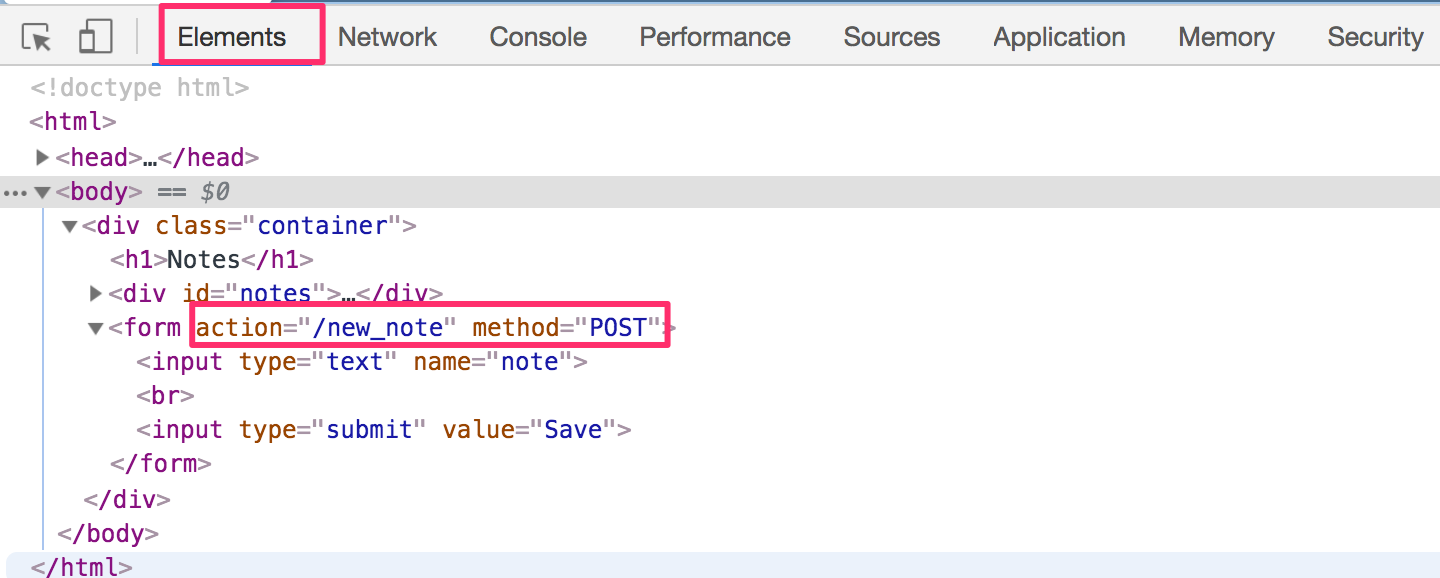 Elements Network Console Performance Sources Application Memory Security
<!doctype html>
<html>
<head>…</head>
<body> == $0
<div class="container">
<h1>Notes</h1>
<div id="notes">…</div>
<form action="/new_note" method="POST">
<input type="text" name="note">
<br>
<input type="submit" value="Save">
</form>
</div>
</body>
</html>